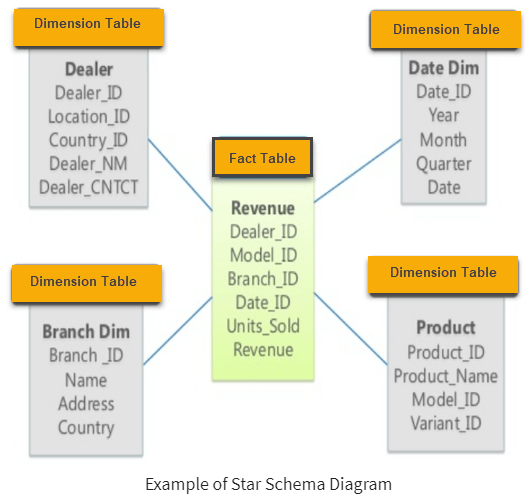 Dimension Table
Dealer
Dealer_ID
Location_ID
Country_ID
Dealer_NM
Dealer_CNTCT
Dimension Table
Date Dim
Date_ID
Year
Month
Quarter
Date
Fact Table
Revenue
Dealer_ID
Model_ID
Branch_ID
Date_ID
Units_Sold
Revenue
Dimension Table
Branch Dim
Branch _ID
Name
Address
Country
Dimension Table
Product
Product_ID
Product_Name
Model_ID
Variant_ID
Example of Star Schema Diagram